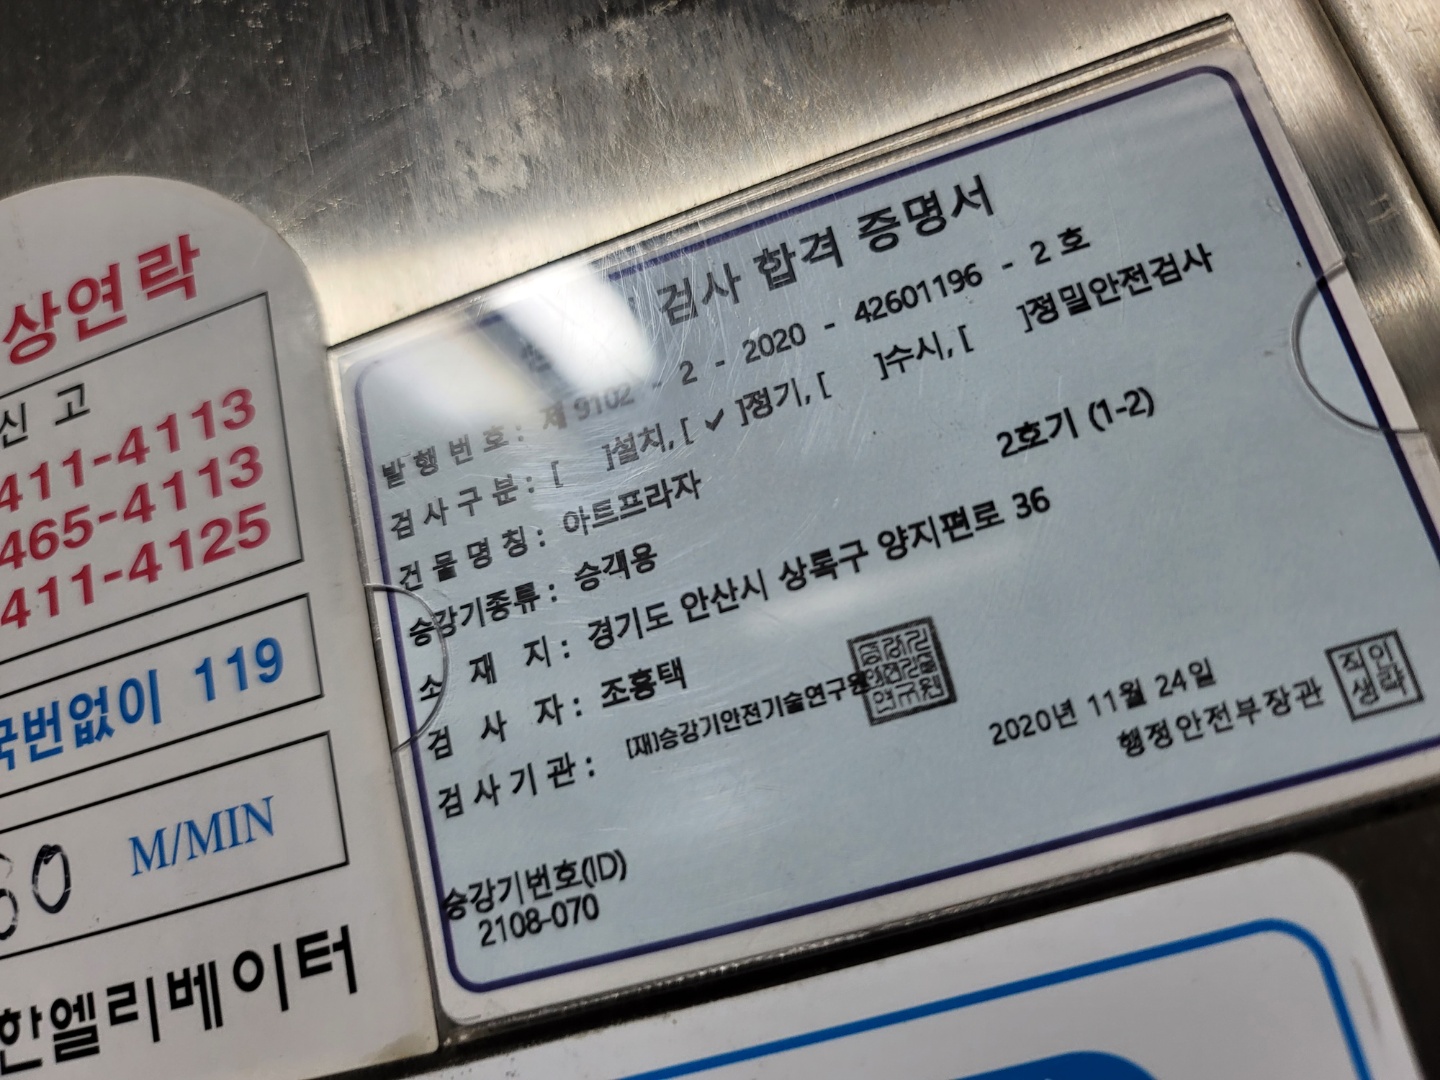 상연락
신고
411-4113
465-4113
411-4125
국번없이 119
60 M/MIN
한엘리베이터
검사 합격 증명서
발행번호: 제 9102 - 2 - 2020 - 42601196 - 2 호
검사구분: [ ]설치, [✓]정기, [ ]수시, [ ]정밀안전검사
건물명칭: 아트프라자
2호기 (1-2)
승강기종류: 승객용
소재지: 경기도 안산시 상록구 양지편로 36
검사자: 조홍택
검사기관: (재)승강기안전기술연구원
2020년 11월 24일
행정안전부장관
직인
생략
승강기번호(ID)
2108-070